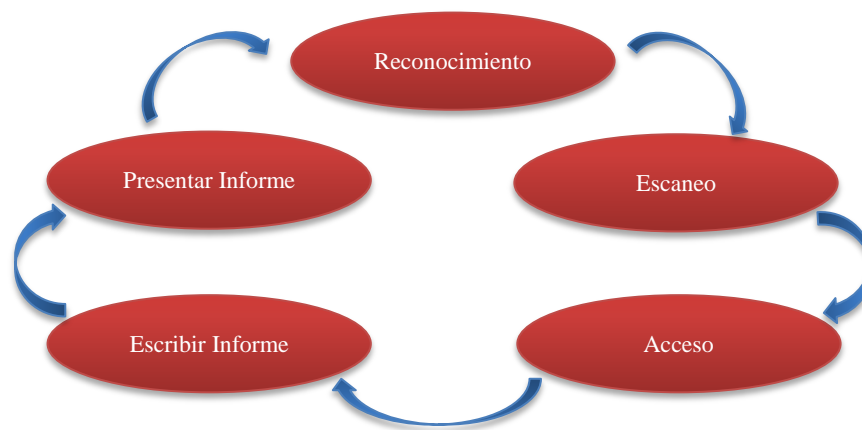 Reconocimiento
Presentar Informe
Escaneo
Escribir Informe
Acceso